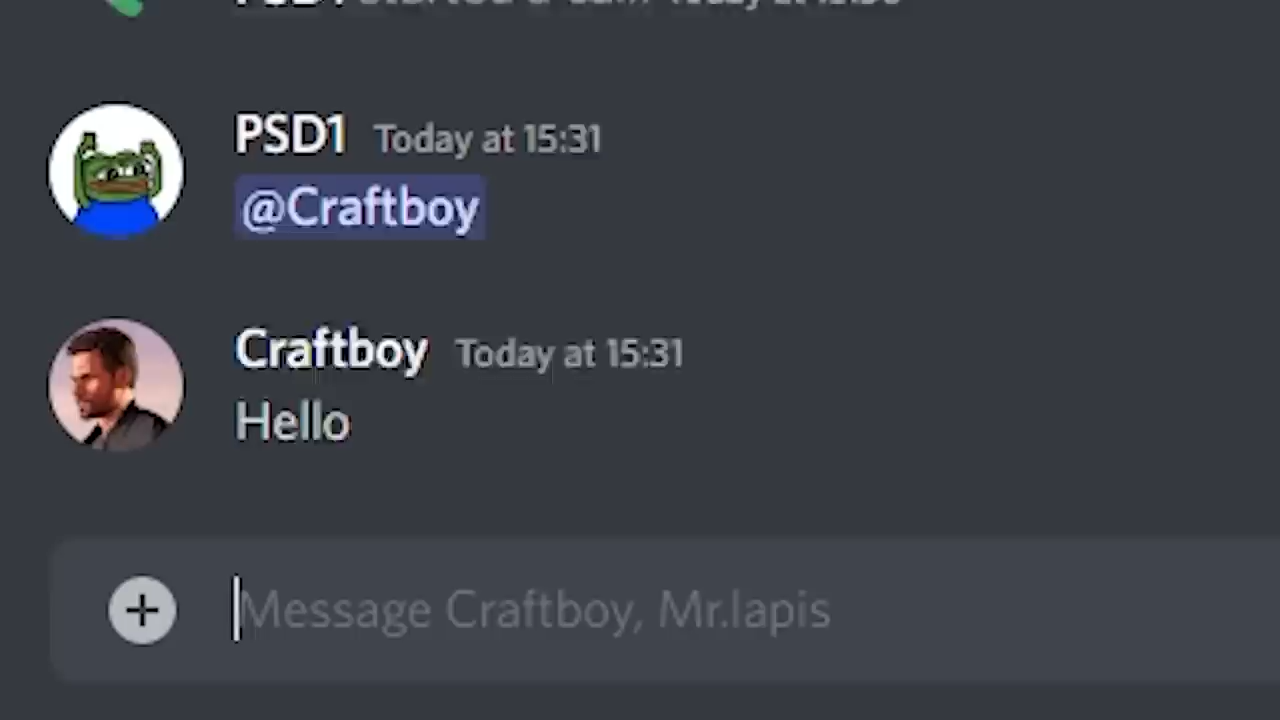 PSD1 Today at 15:31
@Craftboy
Craftboy Today at 15:31
Hello
Message Craftboy, Mr.lapis